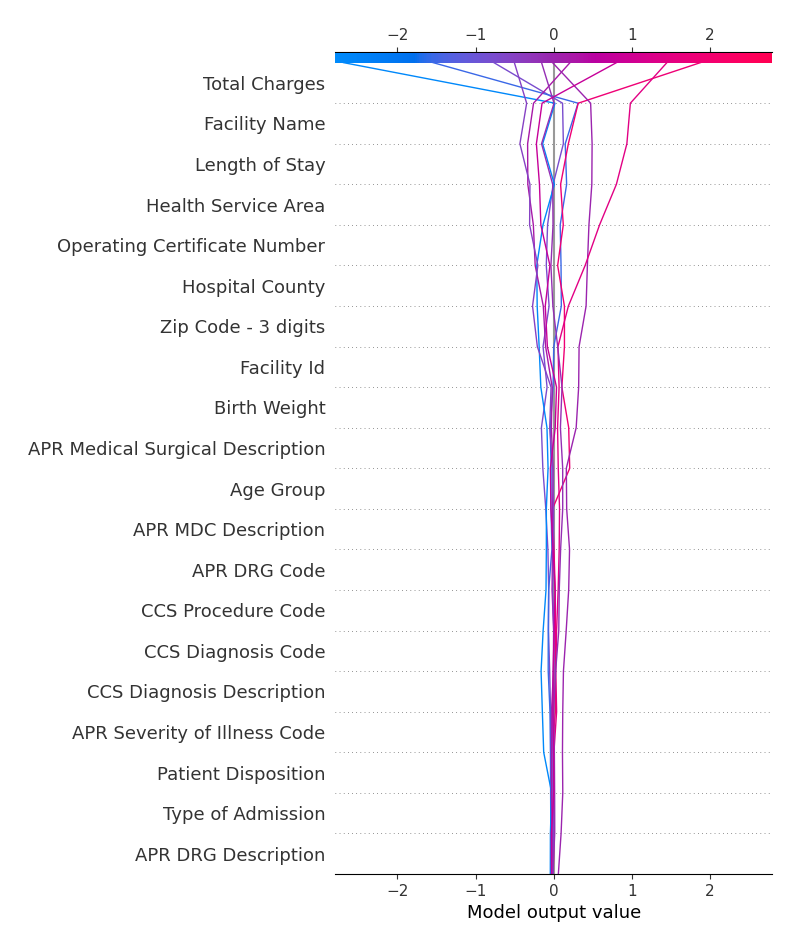 −2 −1 0 1 2
Total Charges
Facility Name
Length of Stay
Health Service Area
Operating Certificate Number
Hospital County
Zip Code - 3 digits
Facility Id
Birth Weight
APR Medical Surgical Description
Age Group
APR MDC Description
APR DRG Code
CCS Procedure Code
CCS Diagnosis Code
CCS Diagnosis Description
APR Severity of Illness Code
Patient Disposition
Type of Admission
APR DRG Description
−2 −1 0 1 2
Model output value